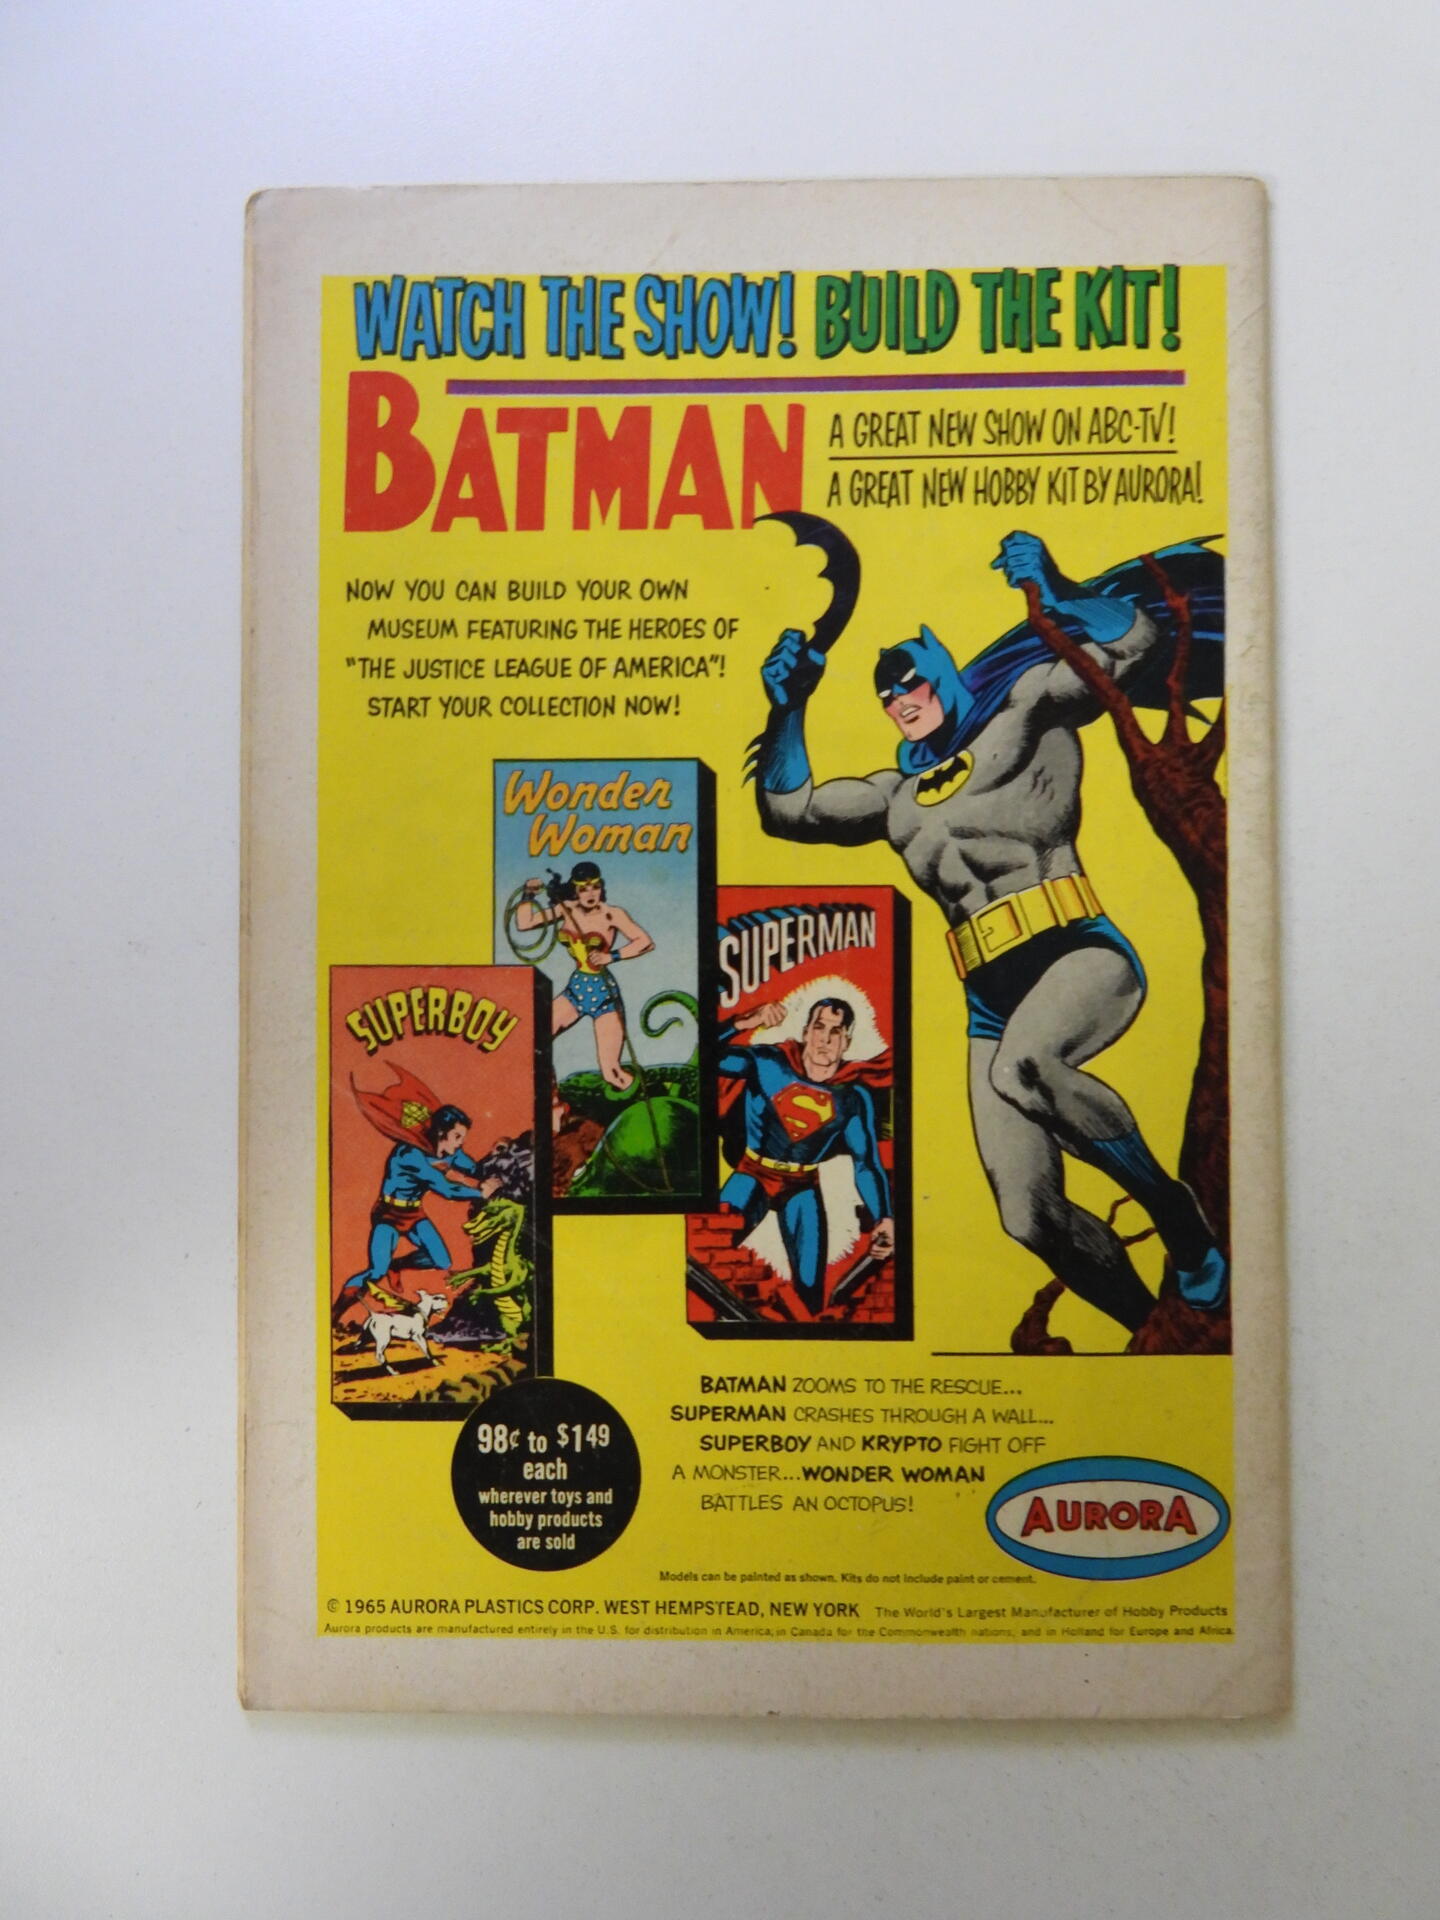 WATCH THE SHOW! BUILD THE KIT!
BATMAN
A GREAT NEW SHOW ON ABC-TV!
A GREAT NEW HOBBY KIT BY AURORA!
NOW YOU CAN BUILD YOUR OWN
MUSEUM FEATURING THE HEROES OF
"THE JUSTICE LEAGUE OF AMERICA"!
START YOUR COLLECTION NOW!
Wonder
Woman
SUPERMAN
S
SUPERBOY
98¢ to $1 49
each
wherever toys and
hobby products
are sold
BATMAN ZOOMS TO THE RESCUE...
SUPERMAN CRASHES THROUGH A WALL...
SUPERBOY AND KRYPTO FIGHT OFF
A MONSTER...WONDER WOMAN
BATTLES AN OCTOPUS!
AURORA
Models can be painted as shown. Kits do not include paint or cement.
© 1965 AURORA PLASTICS CORP. WEST HEMPSTEAD, NEW YORK The World's Largest Manufacturer of Hobby Products
Aurora products are manufactured entirely in the U.S. for distribution in America, in Canada for the Commonwealth nations, and in Holland for Europe and Africa.